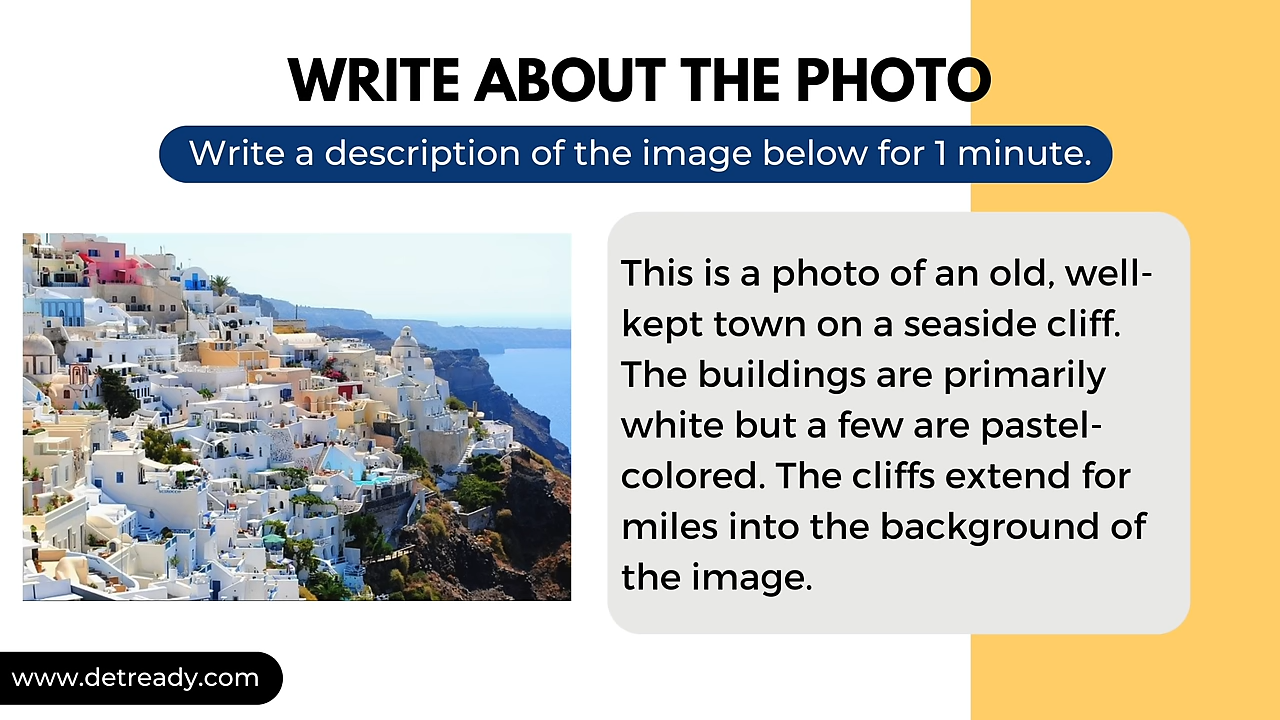 WRITE ABOUT THE PHOTO
Write a description of the image below for 1 minute.
This is a photo of an old, well-
kept town on a seaside cliff.
The buildings are primarily
white but a few are pastel-
colored. The cliffs extend for
miles into the background of
the image.
www.detready.com